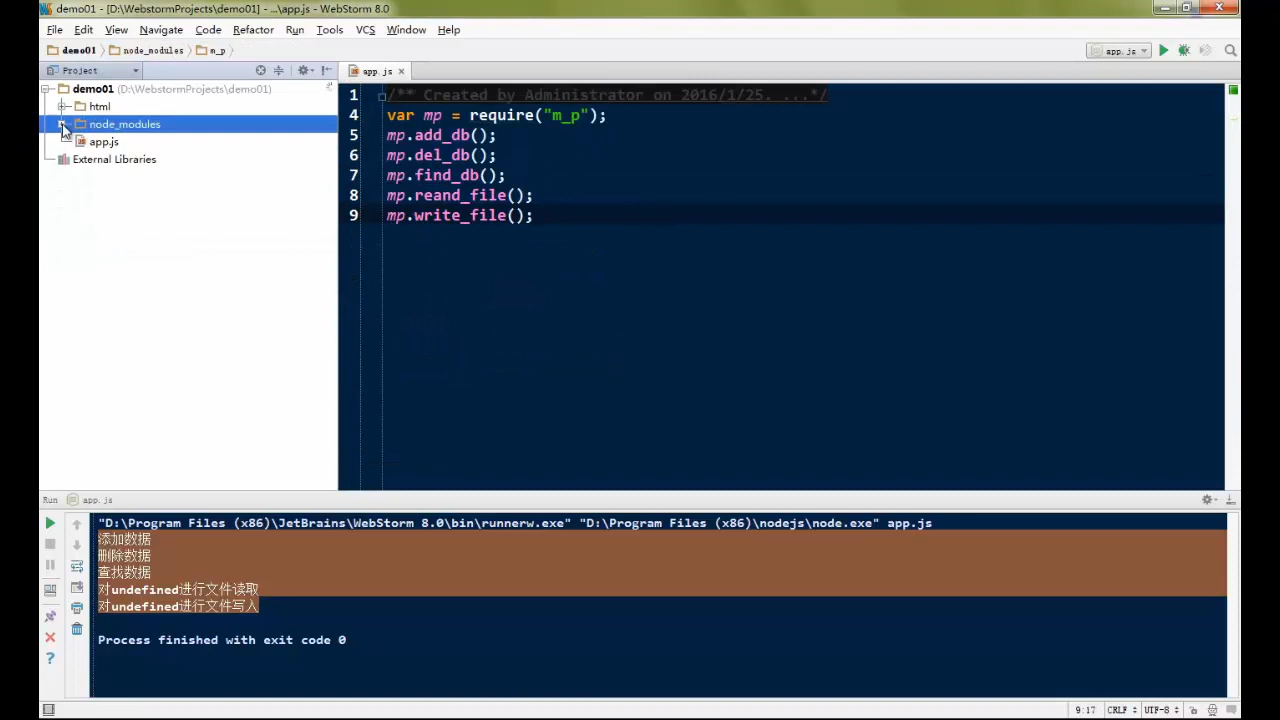 demo01 - [D:\WebstormProjects\demo01] - ...\app.js - WebStorm 8.0
File Edit View Navigate Code Refactor Run Tools VCS Window Help
demo01 node_modules m_p app.js
Project
app.js
demo01 (D:\WebstormProjects\demo01)
html
node_modules
app.js
External Libraries
1 /** Created by Administrator on 2016/1/25. ...*/
4 var mp = require("m_p");
5 mp.add_db();
6 mp.del_db();
7 mp.find_db();
8 mp.reand_file();
9 mp.write_file();
Run app.js
"D:\Program Files (x86)\JetBrains\WebStorm 8.0\bin\runnerw.exe" "D:\Program Files (x86)\nodejs\node.exe" app.js
添加数据
删除数据
查找数据
对undefined进行文件读取
对undefined进行文件写入
Process finished with exit code 0
9:17 CRLF UTF-8